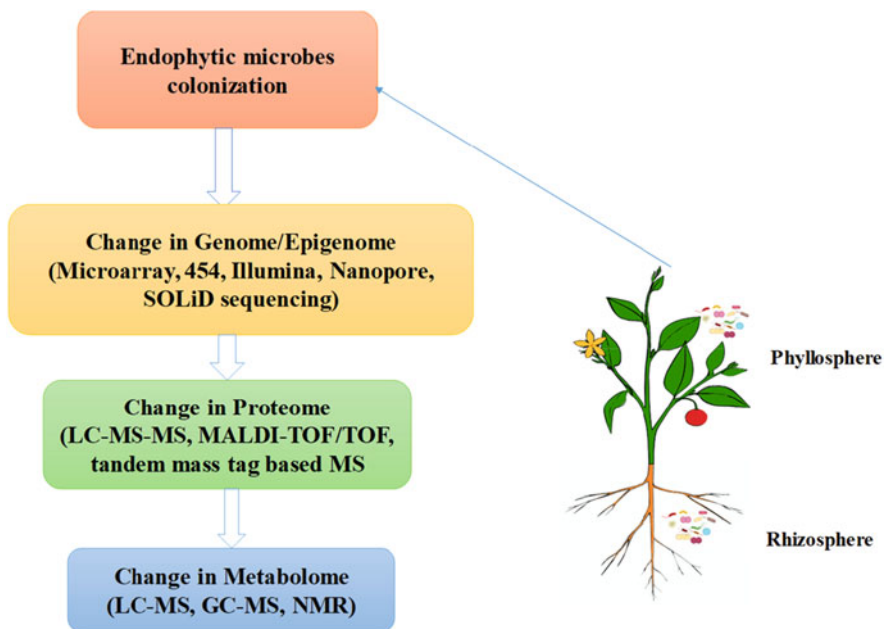 Endophytic microbes
colonization
Change in Genome/Epigenome
(Microarray, 454, Illumina, Nanopore,
SOLiD sequencing)
Change in Proteome
(LC-MS-MS, MALDI-TOF/TOF,
tandem mass tag based MS
Change in Metabolome
(LC-MS, GC-MS, NMR)
Phyllosphere
Rhizosphere